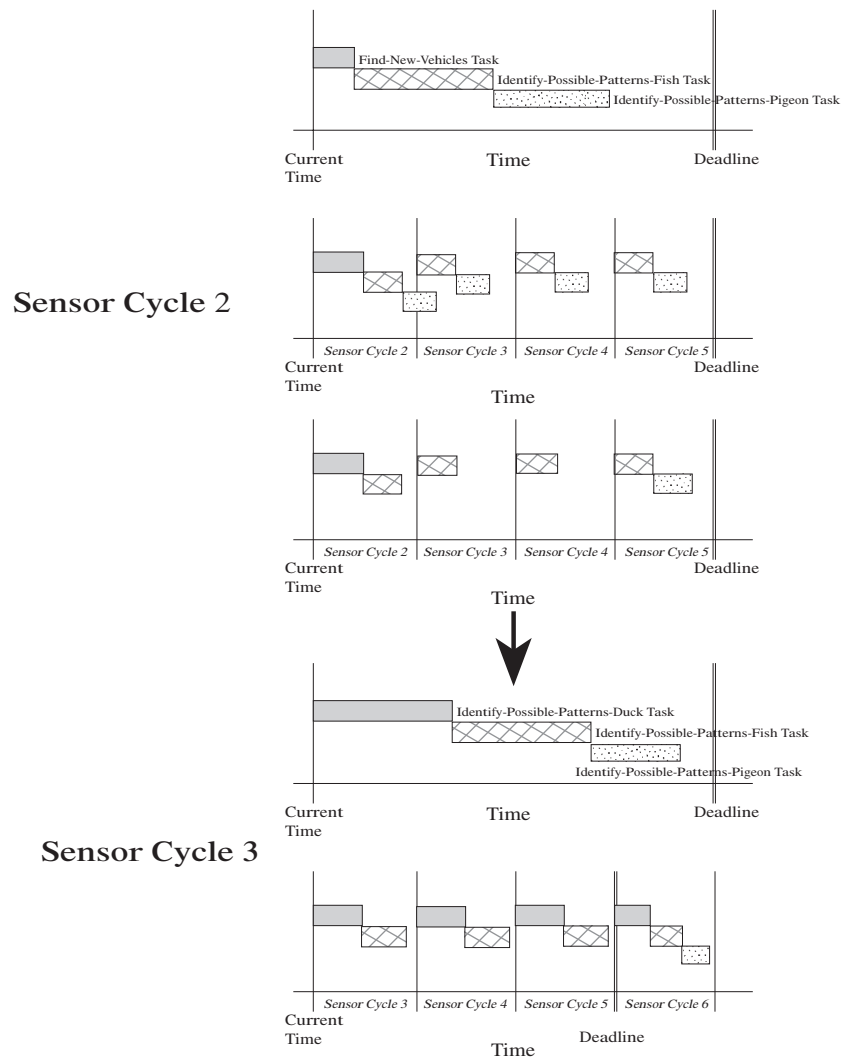 Find-New-Vehicles Task
Identify-Possible-Patterns-Fish Task
Identify-Possible-Patterns-Pigeon Task
Current
Time
Time
Deadline
Sensor Cycle 2
Sensor Cycle 2
Sensor Cycle 3
Sensor Cycle 4
Sensor Cycle 5
Current
Time
Deadline
Time
Sensor Cycle 2
Sensor Cycle 3
Sensor Cycle 4
Sensor Cycle 5
Current
Time
Deadline
Time
Identify-Possible-Patterns-Duck Task
Identify-Possible-Patterns-Fish Task
Identify-Possible-Patterns-Pigeon Task
Current
Time
Time
Deadline
Sensor Cycle 3
Sensor Cycle 3
Sensor Cycle 4
Sensor Cycle 5
Sensor Cycle 6
Current
Time
Deadline
Time